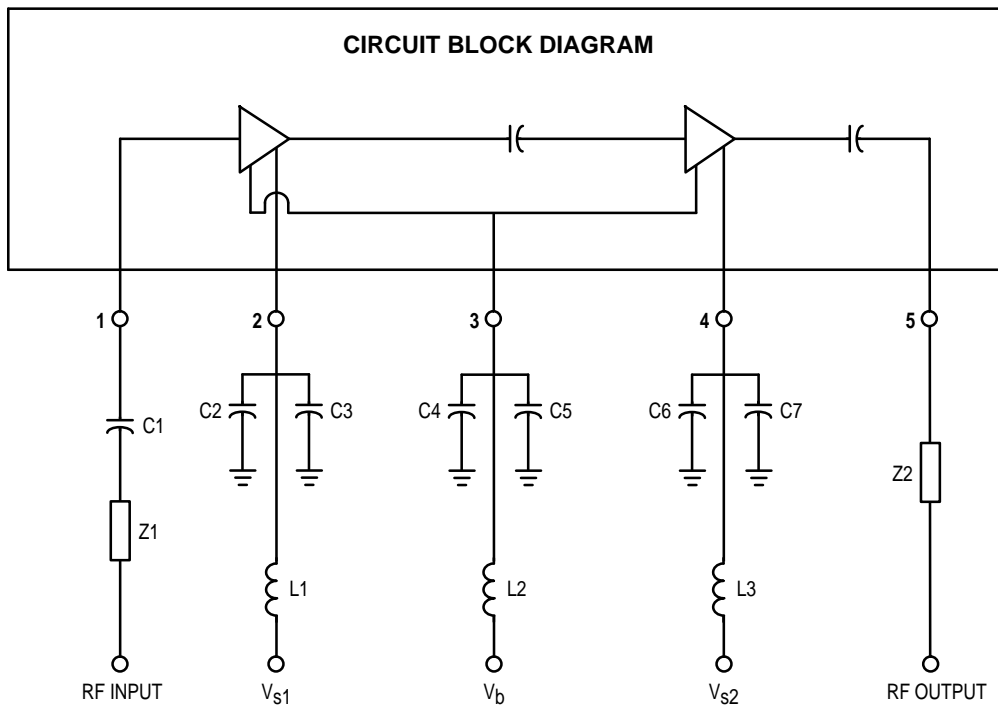 CIRCUIT BLOCK DIAGRAM
1
2
3
4
5
C1
C2
C3
C4
C5
C6
C7
Z1
Z2
L1
L2
L3
RF INPUT
Vs1
Vb
Vs2
RF OUTPUT